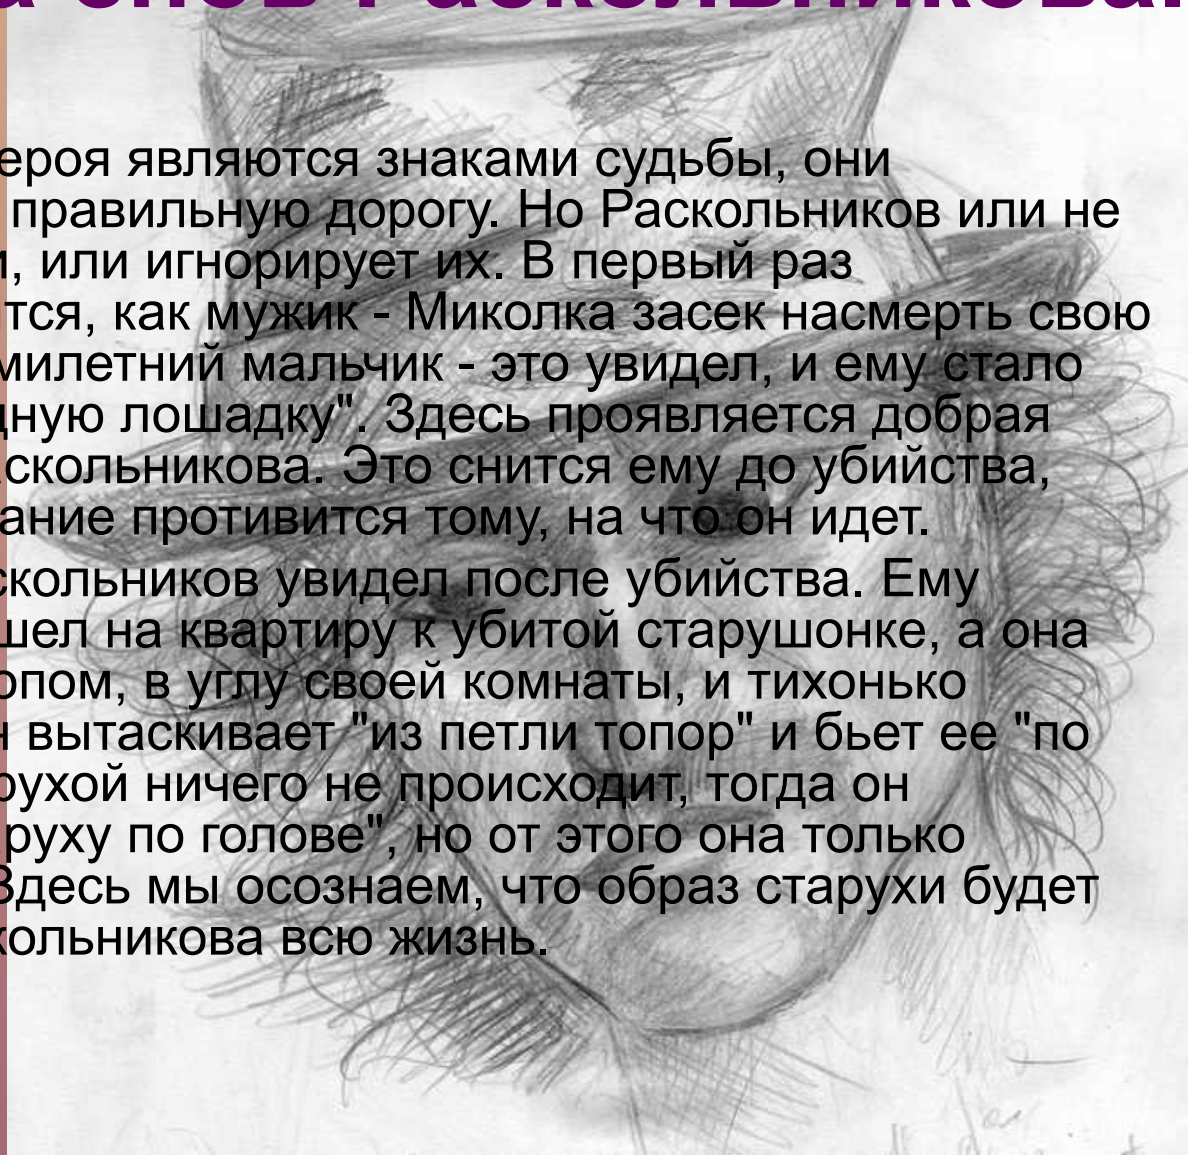 снов Раскольникова
ероя являются знаками судьбы, они
правильную дорогу. Но Раскольников или не
и, или игнорирует их. В первый раз
тся, как мужик - Миколка засек насмерть свою
милетний мальчик - это увидел, и ему стало
дную лошадку". Здесь проявляется добрая
скольникова. Это снится ему до убийства,
ание противится тому, на что он идет.
скольников увидел после убийства. Ему
шел на квартиру к убитой старушонке, а она
опом, в углу своей комнаты, и тихонько
н вытаскивает "из петли топор" и бьет ее "по
рухой ничего не происходит, тогда он
руху по голове", но от этого она только
Здесь мы осознаем, что образ старухи будет
кольникова всю жизнь.